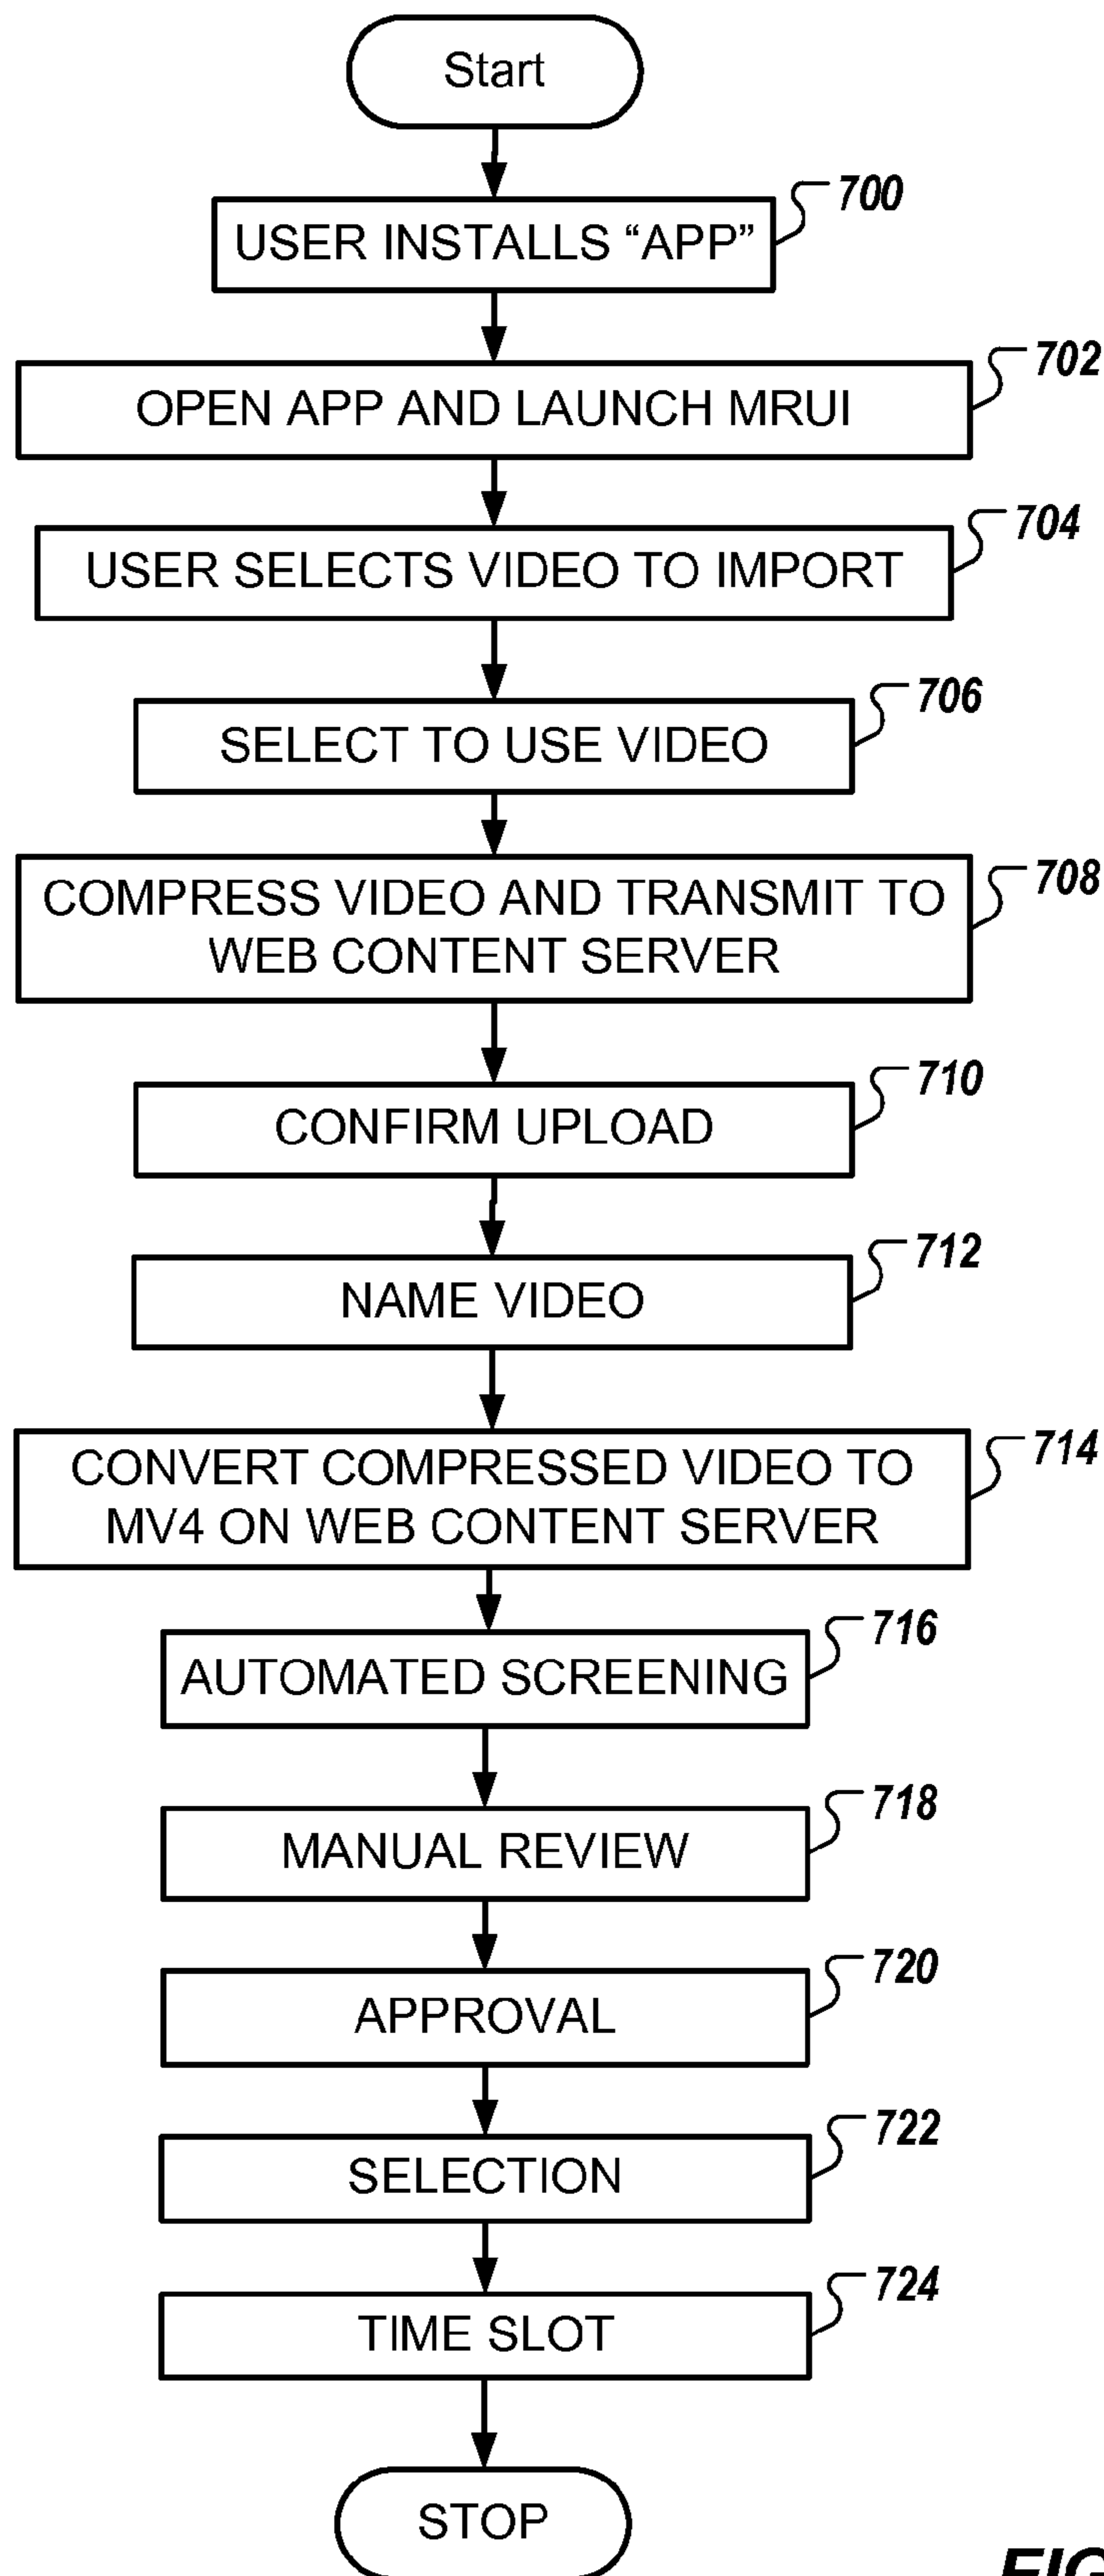 Start
700
USER INSTALLS “APP”
702
OPEN APP AND LAUNCH MRUI
704
USER SELECTS VIDEO TO IMPORT
706
SELECT TO USE VIDEO
708
COMPRESS VIDEO AND TRANSMIT TO
WEB CONTENT SERVER
710
CONFIRM UPLOAD
712
NAME VIDEO
714
CONVERT COMPRESSED VIDEO TO
MV4 ON WEB CONTENT SERVER
716
AUTOMATED SCREENING
718
MANUAL REVIEW
720
APPROVAL
722
SELECTION
724
TIME SLOT
STOP